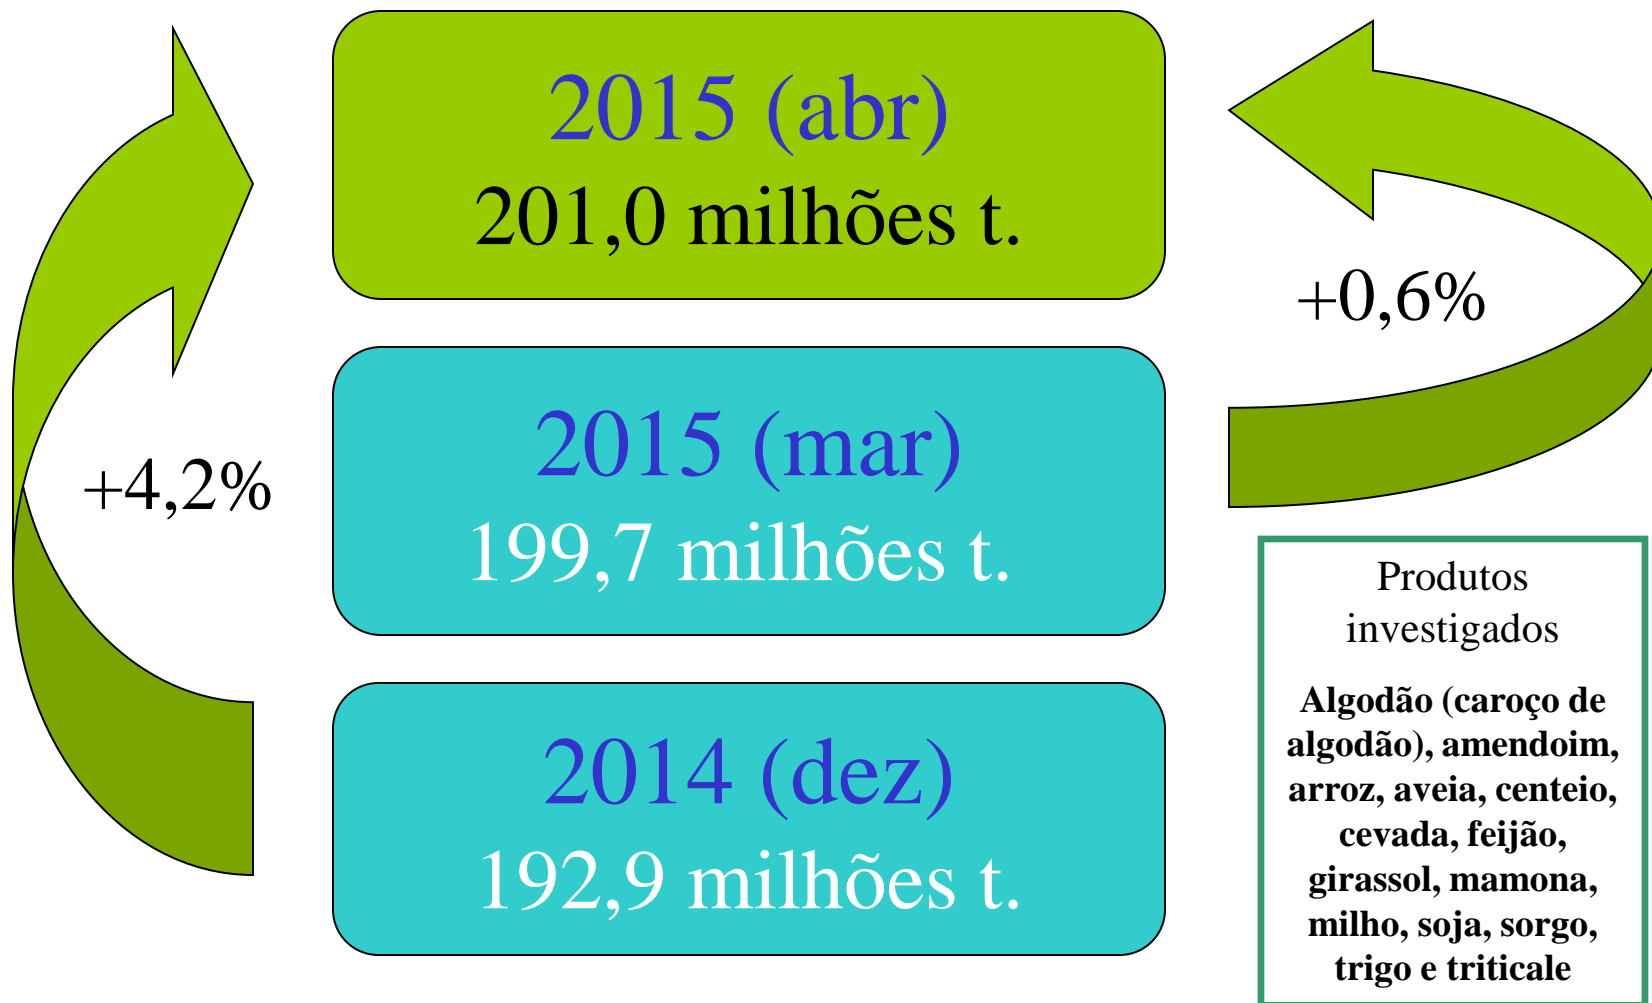 2015 (abr)
201,0 milhões t.
+0,6%
2015 (mar)
199,7 milhões t.
+4,2%
2014 (dez)
192,9 milhões t.
Produtos
investigados
Algodão (caroço de
algodão), amendoim,
arroz, aveia, centeio,
cevada, feijão,
girassol, mamona,
milho, soja, sorgo,
trigo e triticale